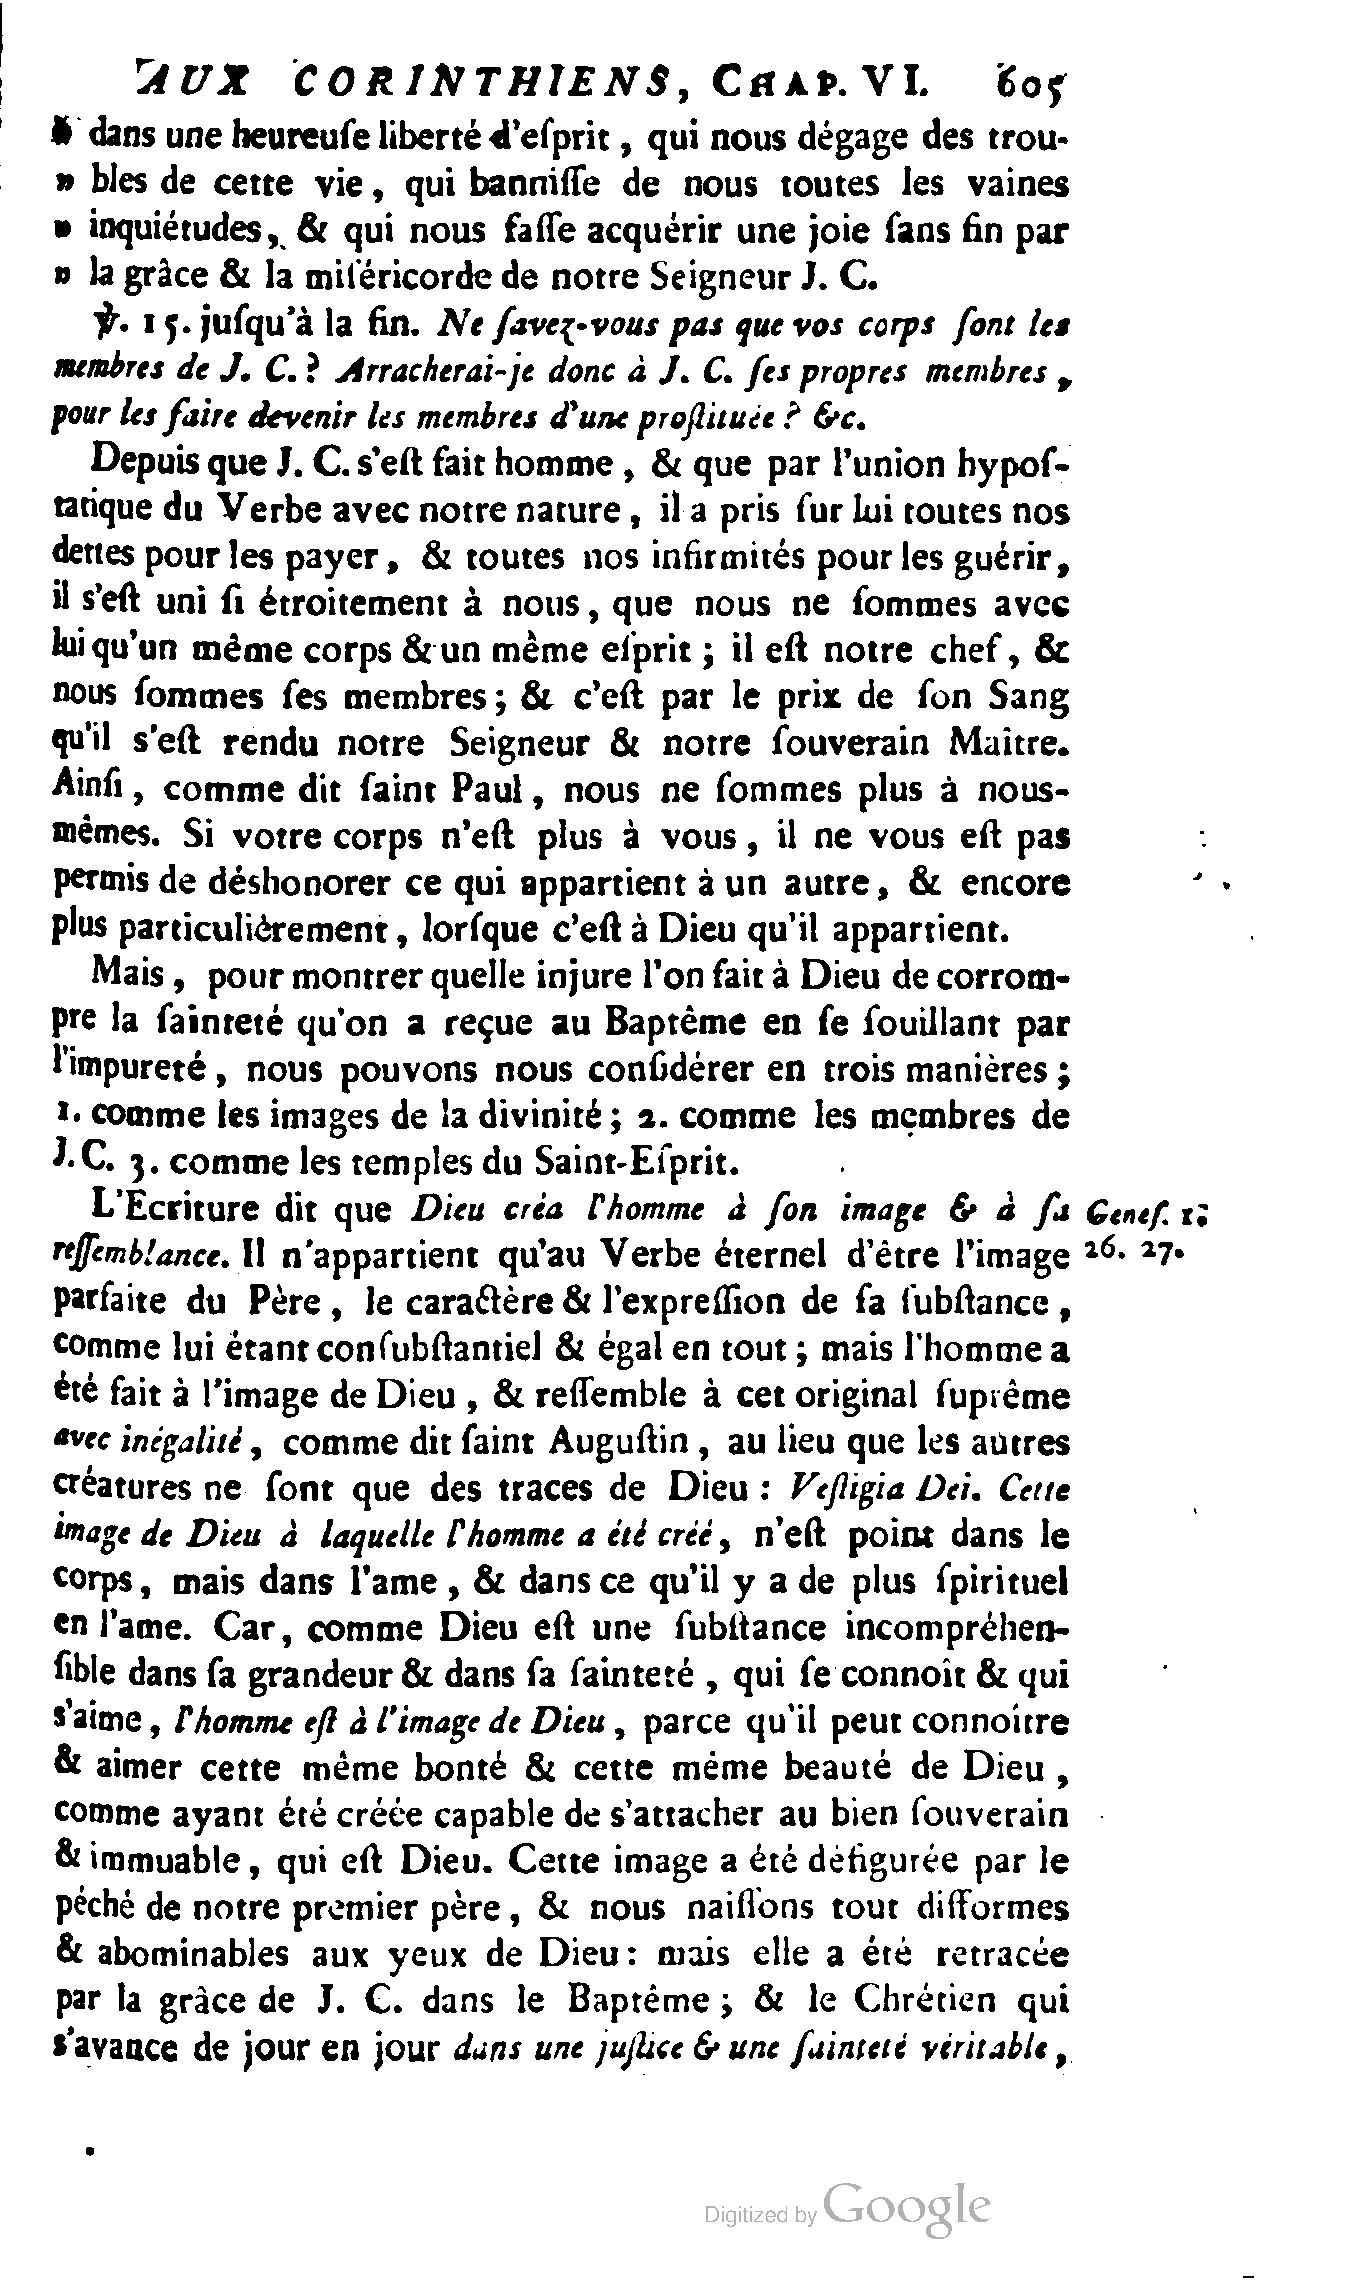 AUX CORINTHIENS, CHAP. VI. 605
» dans une heureuſe liberté d'eſprit, qui nous dégage des trou-
» bles de cette vie, qui banniſſe de nous toutes les vaines
» inquiétudes, & qui nous faſſe acquérir une joie ſans fin par
» la grâce & la miſéricorde de notre Seigneur J. C.
℣. 15. juſqu'à la fin. Ne ſavez-vous pas que vos corps ſont les
membres de J. C. ? Arracherai-je donc à J. C. ſes propres membres,
pour les faire devenir les membres d'une proſtituée ? &c.
Depuis que J. C. s'eſt fait homme, & que par l'union hypoſ-
tatique du Verbe avec notre nature, il a pris ſur lui toutes nos
dettes pour les payer, & toutes nos infirmités pour les guérir,
il s'eſt uni ſi étroitement à nous, que nous ne ſommes avec
lui qu'un même corps & un même eſprit ; il eſt notre chef, &
nous ſommes ſes membres ; & c'eſt par le prix de ſon Sang
qu'il s'eſt rendu notre Seigneur & notre ſouverain Maître.
Ainſi, comme dit ſaint Paul, nous ne ſommes plus à nous-
mêmes. Si votre corps n'eſt plus à vous, il ne vous eſt pas
permis de déshonorer ce qui appartient à un autre, & encore
plus particuliérement, lorſque c'eſt à Dieu qu'il appartient.
Mais, pour montrer quelle injure l'on fait à Dieu de corrom-
pre la ſainteté qu'on a reçue au Baptême en ſe ſouillant par
l'impureté, nous pouvons nous conſidérer en trois manières ;
1. comme les images de la divinité ; 2. comme les membres de
J. C. 3. comme les temples du Saint-Eſprit.
L'Ecriture dit que Dieu créa l'homme à ſon image & à ſa Geneſ. 1:
reſſemblance. Il n'appartient qu'au Verbe éternel d'être l'image 26. 27.
parfaite du Père, le caractère & l'expreſſion de ſa ſubſtance,
comme lui étant conſubſtantiel & égal en tout ; mais l'homme a
été fait à l'image de Dieu, & reſſemble à cet original ſuprême
avec inégalité, comme dit ſaint Auguſtin, au lieu que les autres
créatures ne ſont que des traces de Dieu : Veſtigia Dei. Cette
image de Dieu à laquelle l'homme a été créé, n'eſt point dans le
corps, mais dans l'ame, & dans ce qu'il y a de plus ſpirituel
en l'ame. Car, comme Dieu eſt une ſubſtance incompréhen-
ſible dans ſa grandeur & dans ſa ſainteté, qui ſe connoît & qui
s'aime, l'homme eſt à l'image de Dieu, parce qu'il peut connoitre
& aimer cette même bonté & cette même beauté de Dieu,
comme ayant été créée capable de s'attacher au bien ſouverain
& immuable, qui eſt Dieu. Cette image a été défigurée par le
péché de notre premier père, & nous naiſſons tout difformes
& abominables aux yeux de Dieu : mais elle a été retracée
par la grâce de J. C. dans le Baptême ; & le Chrétien qui
s'avance de jour en jour dans une juſtice & une ſainteté véritable,
Digitized by Google